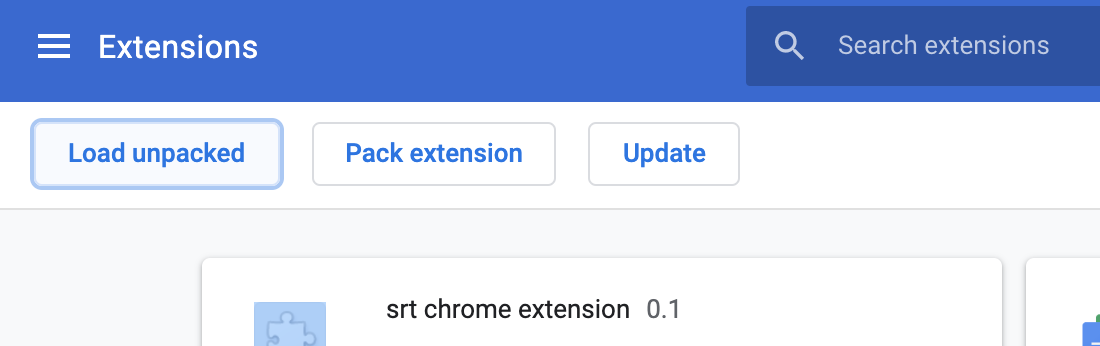 Extensions
Search extensions
Load unpacked
Pack extension
Update
srt chrome extension 0.1